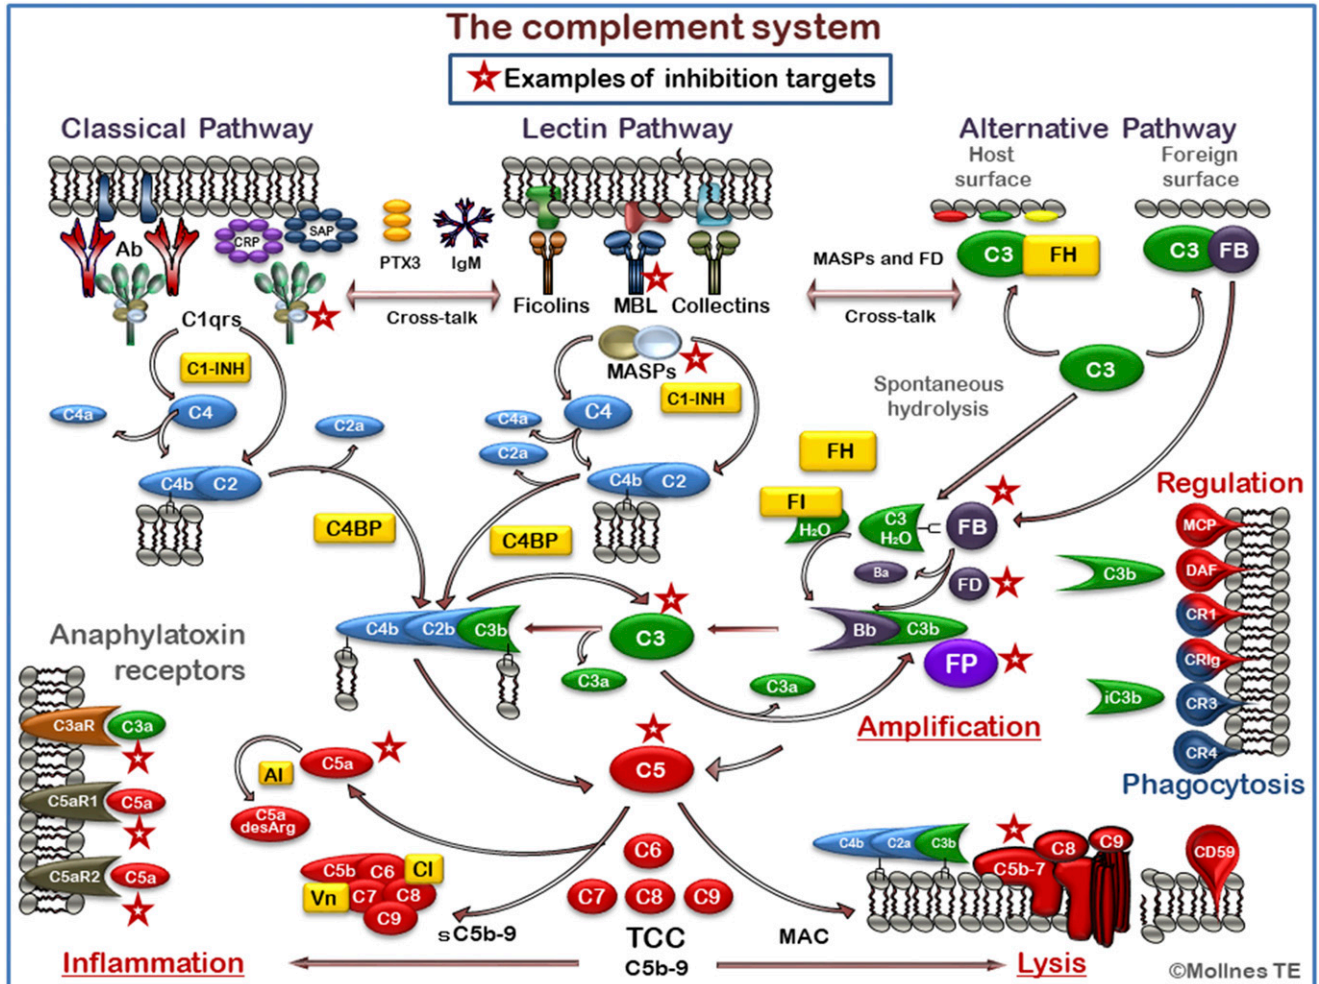 The complement system
Examples of inhibition targets
Classical Pathway
Lectin Pathway
Alternative Pathway
Host
surface
Foreign
surface
Ab
CRP
SAP
PTX3
IgM
Cross-talk
C1qrs
Ficolins
MBL
Collectins
MASPs
MASPs and FD
Cross-talk
C3
FH
C3
FB
C3
Spontaneous
hydrolysis
C1-INH
C4a
C4
C2a
C4b
C2
C4BP
C1-INH
C4a
C4
C2a
C4b
C2
C4BP
FH
FI
H₂O
C3
H₂O
FB
Ba
FD
Bb
C3b
FP
Amplification
C4b
C2b
C3b
C3
C3a
C3a
Regulation
MCP
DAF
CR1
CRIg
CR3
CR4
C3b
iC3b
Phagocytosis
Anaphylatoxin
receptors
C3aR
C3a
C5aR1
C5a
C5aR2
C5a
AI
C5a
C5a
desArg
C5
C5b
C6
CI
Vn
C7
C8
C9
sC5b-9
C6
C7
C8
C9
TCC
C5b-9
MAC
C4b
C2a
C3b
C5b-7
C8
C9
CD59
Inflammation
Lysis
©Mollnes TE